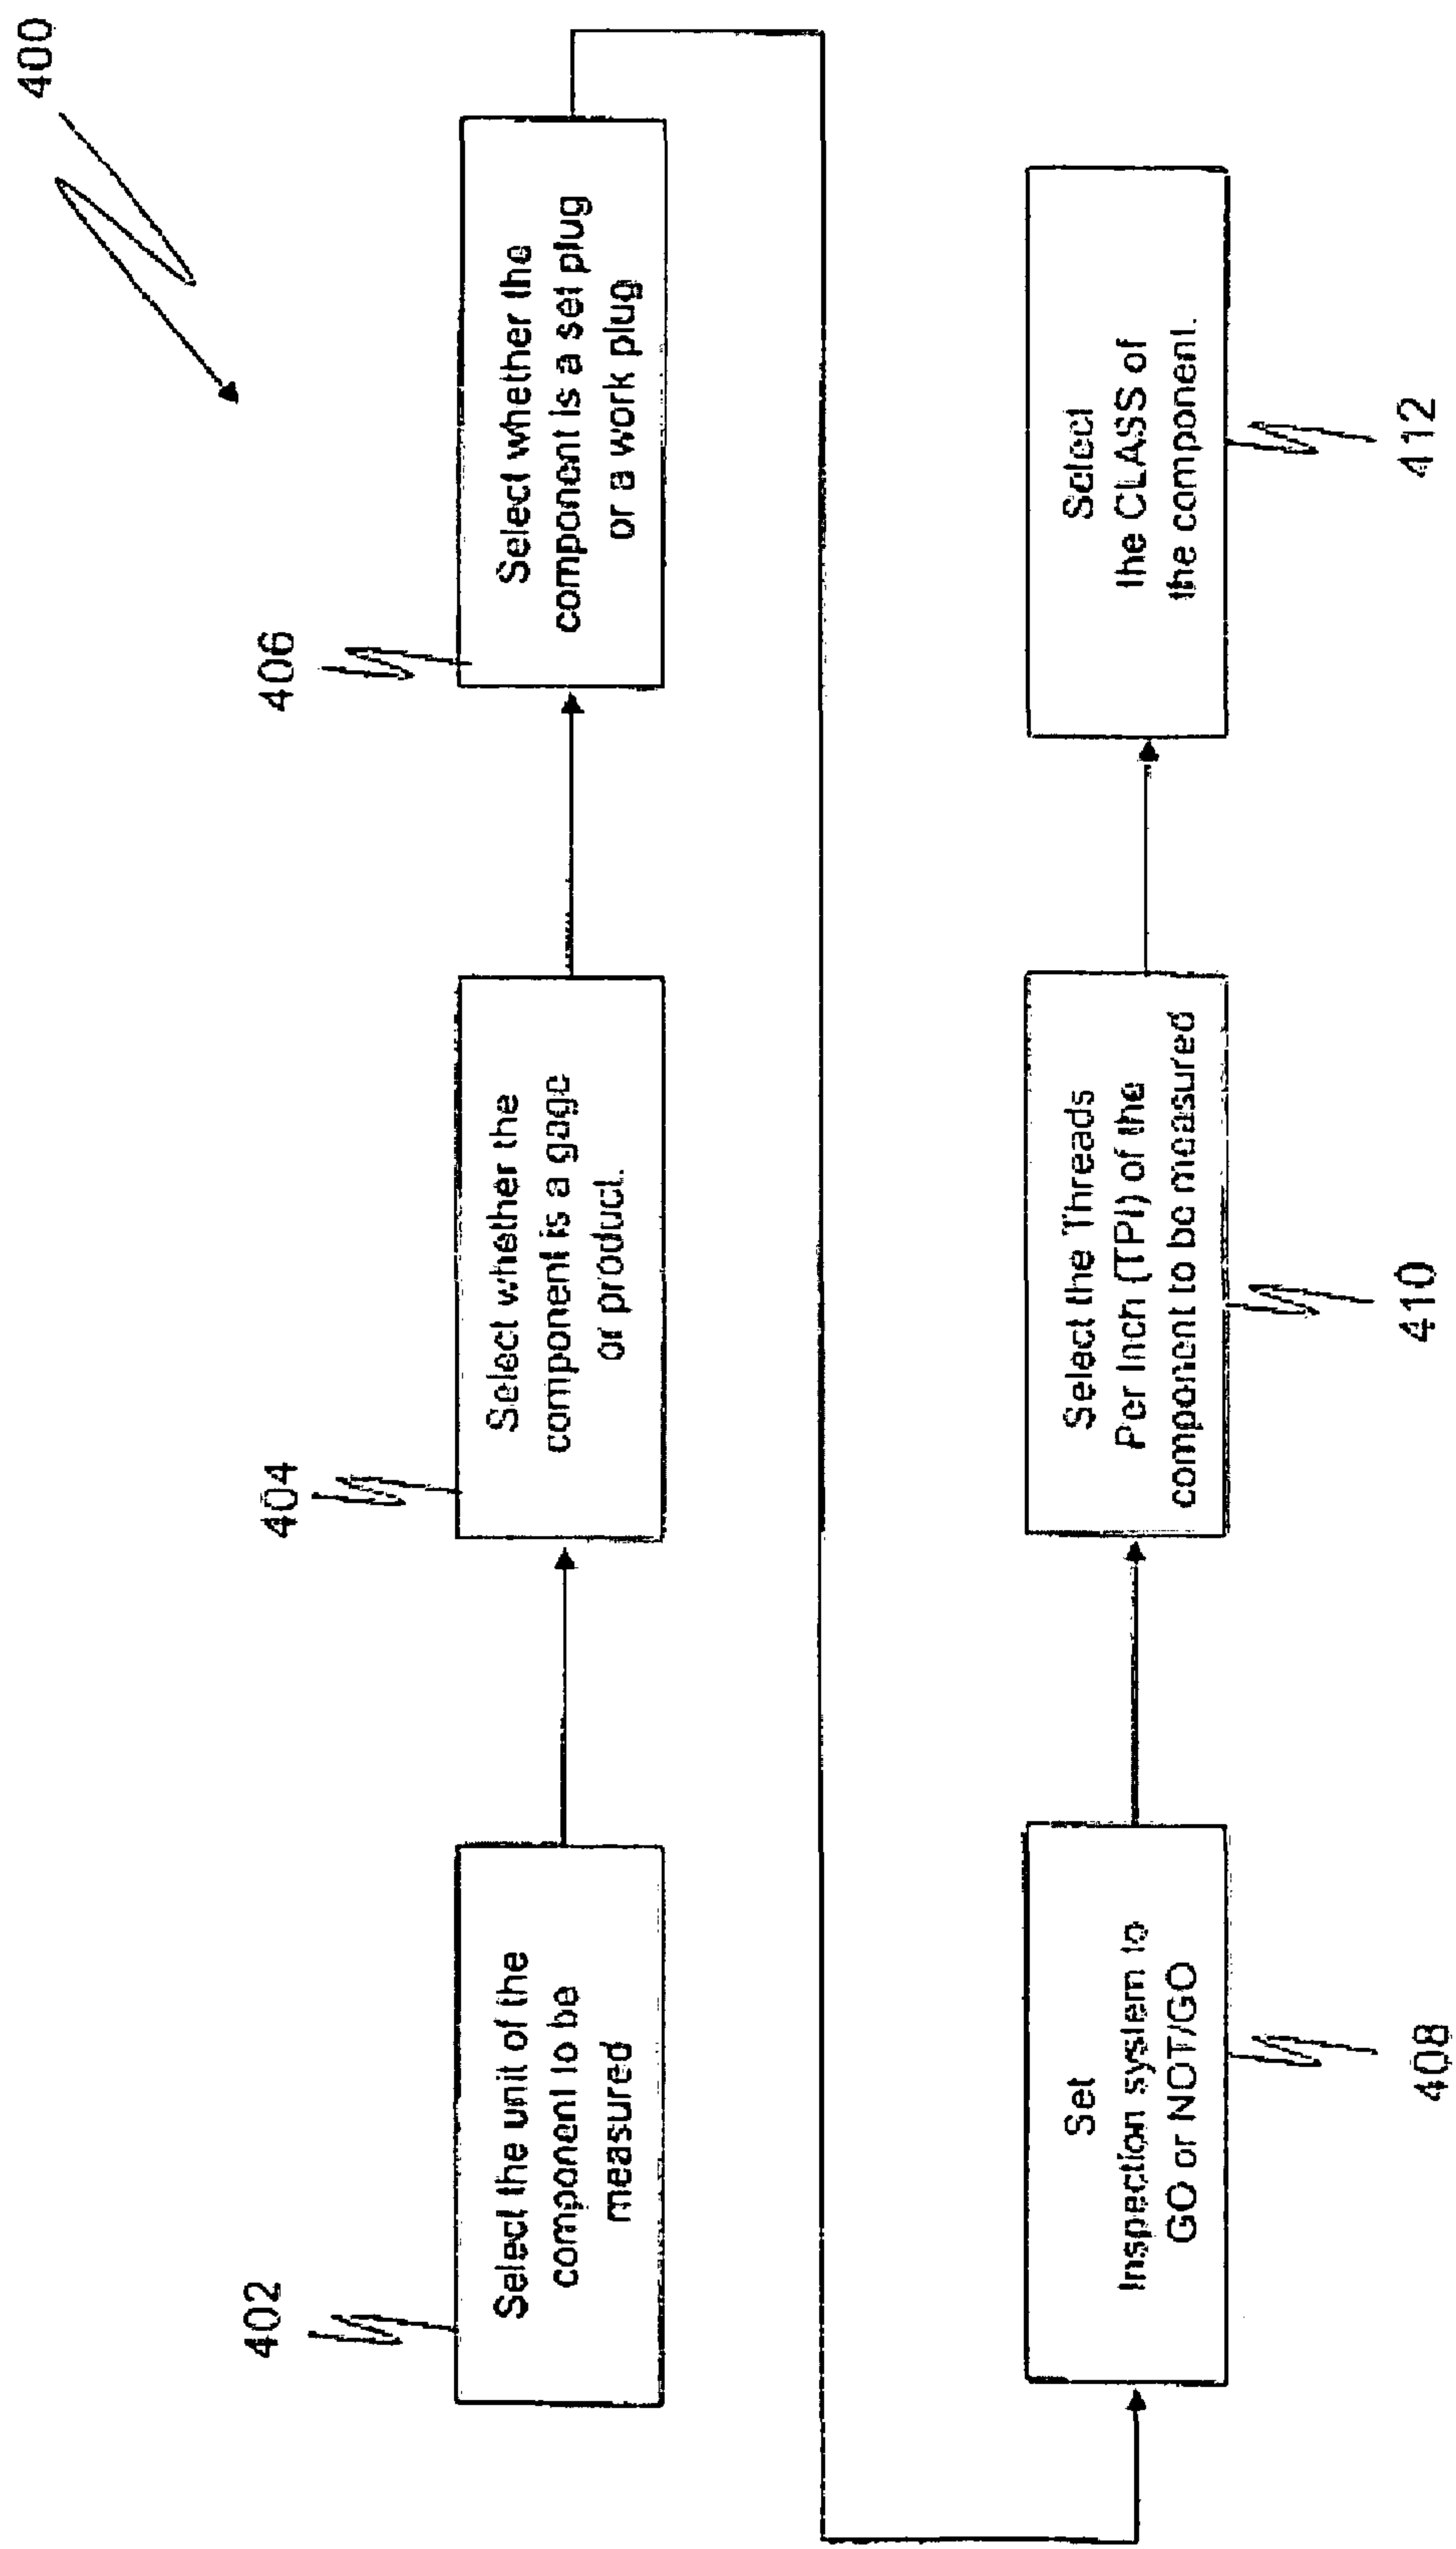 400
402
Select the unit of the
component to be
measured
404
Select whether the
component is a gage
or product.
406
Select whether the
component is a set plug
or a work plug
Set
Inspection system to
GO or NOT/GO
408
Select the Threads
Per Inch (TPI) of the
component to be measured
410
Select
the CLASS of
the component.
412